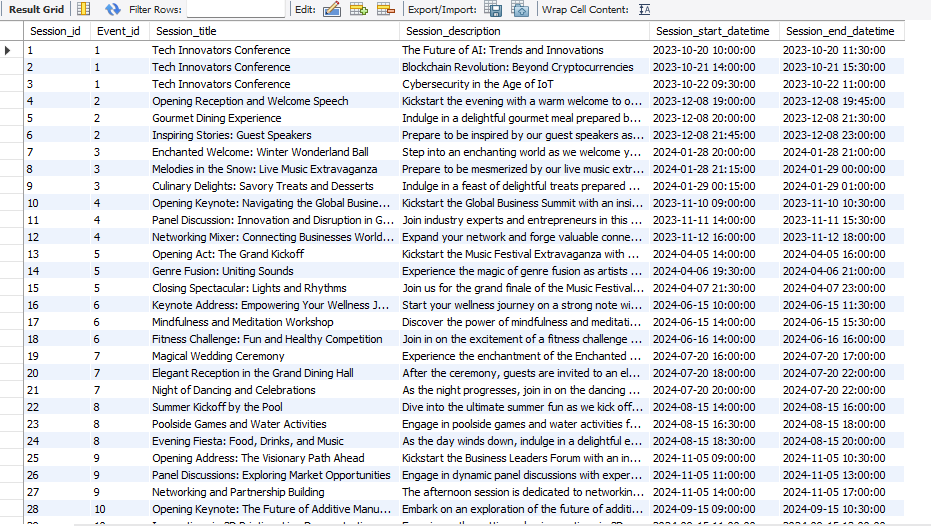 Result Grid Filter Rows: Edit: Export/Import: Wrap Cell Content:
Session_id Event_id Session_title Session_description Session_start_datetime Session_end_datetime
1 1 Tech Innovators Conference The Future of AI: Trends and Innovations 2023-10-20 10:00:00 2023-10-20 11:30:00
2 1 Tech Innovators Conference Blockchain Revolution: Beyond Cryptocurrencies 2023-10-21 14:00:00 2023-10-21 15:30:00
3 1 Tech Innovators Conference Cybersecurity in the Age of IoT 2023-10-22 09:30:00 2023-10-22 11:00:00
4 2 Opening Reception and Welcome Speech Kickstart the evening with a warm welcome to o... 2023-12-08 19:00:00 2023-12-08 19:45:00
5 2 Gourmet Dining Experience Indulge in a delightful gourmet meal prepared b... 2023-12-08 20:00:00 2023-12-08 21:30:00
6 2 Inspiring Stories: Guest Speakers Prepare to be inspired by our guest speakers as... 2023-12-08 21:45:00 2023-12-08 23:00:00
7 3 Enchanted Welcome: Winter Wonderland Ball Step into an enchanting world as we welcome y... 2024-01-28 20:00:00 2024-01-28 21:00:00
8 3 Melodies in the Snow: Live Music Extravaganza Prepare to be mesmerized by our live music extr... 2024-01-28 21:15:00 2024-01-29 00:00:00
9 3 Culinary Delights: Savory Treats and Desserts Indulge in a feast of delightful treats prepared ... 2024-01-29 00:15:00 2024-01-29 01:00:00
10 4 Opening Keynote: Navigating the Global Busine... Kickstart the Global Business Summit with an insi... 2023-11-10 09:00:00 2023-11-10 10:30:00
11 4 Panel Discussion: Innovation and Disruption in G... Join industry experts and entrepreneurs in this ... 2023-11-11 14:00:00 2023-11-11 15:30:00
12 4 Networking Mixer: Connecting Businesses World... Expand your network and forge valuable conne... 2023-11-12 16:00:00 2023-11-12 18:00:00
13 5 Opening Act: The Grand Kickoff Kickstart the Music Festival Extravaganza with ... 2024-04-05 14:00:00 2024-04-05 16:00:00
14 5 Genre Fusion: Uniting Sounds Experience the magic of genre fusion as artists ... 2024-04-06 19:30:00 2024-04-06 21:00:00
15 5 Closing Spectacular: Lights and Rhythms Join us for the grand finale of the Music Festival... 2024-04-07 21:30:00 2024-04-07 23:00:00
16 6 Keynote Address: Empowering Your Wellness J... Start your wellness journey on a strong note wi... 2024-06-15 10:00:00 2024-06-15 11:30:00
17 6 Mindfulness and Meditation Workshop Discover the power of mindfulness and meditati... 2024-06-15 14:00:00 2024-06-15 15:30:00
18 6 Fitness Challenge: Fun and Healthy Competition Join in on the excitement of a fitness challenge ... 2024-06-16 14:00:00 2024-06-16 16:00:00
19 7 Magical Wedding Ceremony Experience the enchantment of the Enchanted ... 2024-07-20 16:00:00 2024-07-20 17:00:00
20 7 Elegant Reception in the Grand Dining Hall After the ceremony, guests are invited to an el... 2024-07-20 18:00:00 2024-07-20 22:00:00
21 7 Night of Dancing and Celebrations As the night progresses, join in on the dancing ... 2024-07-20 20:00:00 2024-07-20 22:00:00
22 8 Summer Kickoff by the Pool Dive into the ultimate summer fun as we kick off... 2024-08-15 14:00:00 2024-08-15 16:00:00
23 8 Poolside Games and Water Activities Engage in poolside games and water activities f... 2024-08-15 16:30:00 2024-08-15 18:00:00
24 8 Evening Fiesta: Food, Drinks, and Music As the day winds down, indulge in a delightful e... 2024-08-15 18:30:00 2024-08-15 20:00:00
25 9 Opening Address: The Visionary Path Ahead Kickstart the Business Leaders Forum with an in... 2024-11-05 09:00:00 2024-11-05 10:30:00
26 9 Panel Discussions: Exploring Market Opportunities Engage in dynamic panel discussions with exper... 2024-11-05 11:00:00 2024-11-05 13:00:00
27 9 Networking and Partnership Building The afternoon session is dedicated to networkin... 2024-11-05 14:00:00 2024-11-05 17:00:00
28 10 Opening Keynote: The Future of Additive Manu... Embark on an exploration of the future of additi... 2024-09-15 09:00:00 2024-09-15 10:30:00